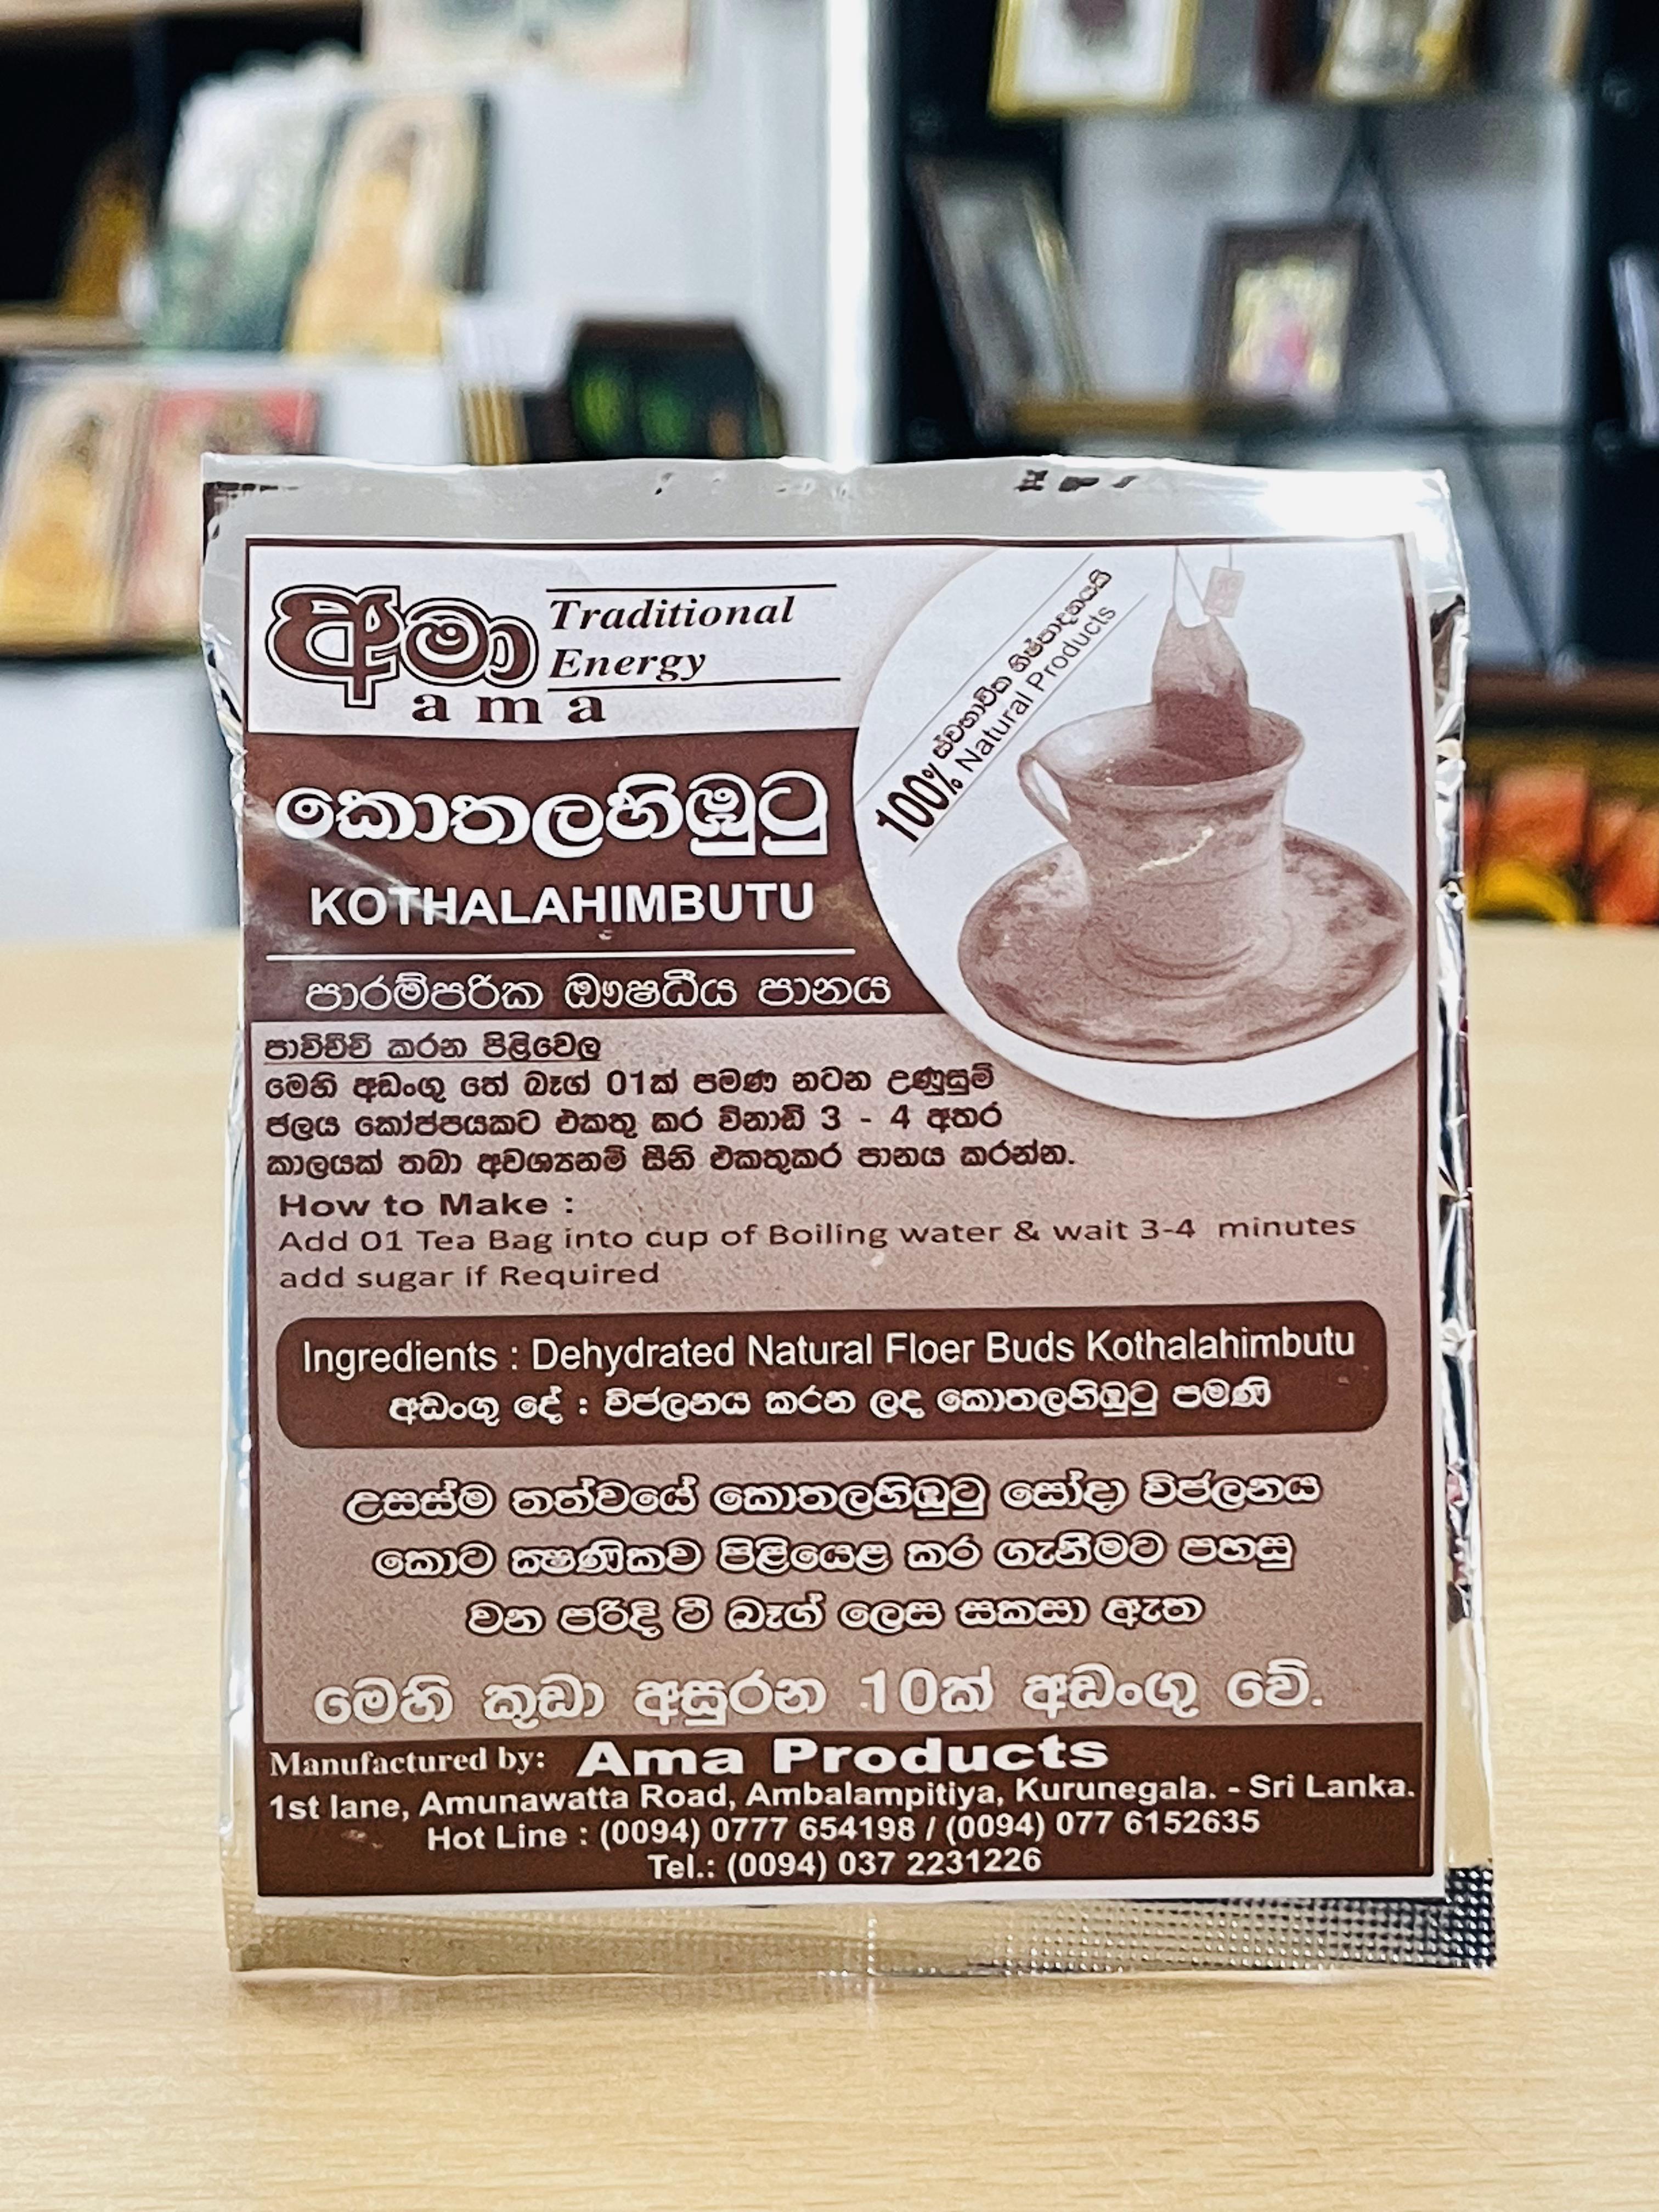 අමා
ama
Traditional
Energy
100% ස්වභාවික නිෂ්පාදනයයි
Natural Products
කොතලහිඹුටු
KOTHALAHIMBUTU
පාරම්පරික ඖෂධීය පානය
පාවිච්චි කරන පිළිවෙල
මෙහි අඩංගු තේ බෑග් 01ක් පමණ නටන උණුසුම්
ජලය කෝප්පයකට එකතු කර විනාඩි 3 - 4 අතර
කාලයක් තබා අවශ්‍යනම් සීනි එකතුකර පානය කරන්න.
How to Make :
Add 01 Tea Bag into cup of Boiling water & wait 3-4 minutes
add sugar if Required
Ingredients : Dehydrated Natural Floer Buds Kothalahimbutu
අඩංගු දේ : විජලනය කරන ලද කොතලහිඹුටු පමණි
උසස්ම තත්වයේ කොතලහිඹුටු සෝදා විජලනය
කොට ක්ෂණිකව පිළියෙළ කර ගැනීමට පහසු
වන පරිදි ටී බෑග් ලෙස සකසා ඇත
මෙහි කුඩා අසුරන 10ක් අඩංගු වේ.
Manufactured by: Ama Products
1st lane, Amunawatta Road, Ambalampitiya, Kurunegala. - Sri Lanka.
Hot Line : (0094) 0777 654198 / (0094) 077 6152635
Tel.: (0094) 037 2231226